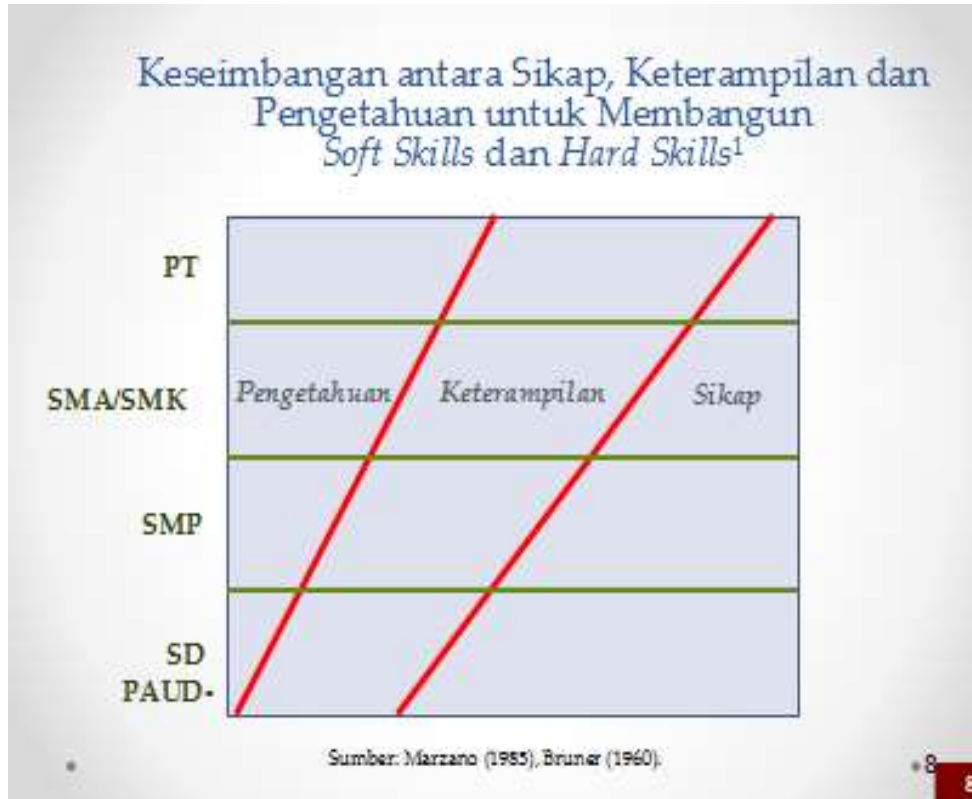 Keseimbangan antara Sikap, Keterampilan dan
Pengetahuan untuk Membangun
Soft Skills dan Hard Skills¹
PT
SMA/SMK
Pengetahuan
Keterampilan
Sikap
SMP
SD
PAUD-
Sumber: Marzano (1985), Bruner (1960).
8
8